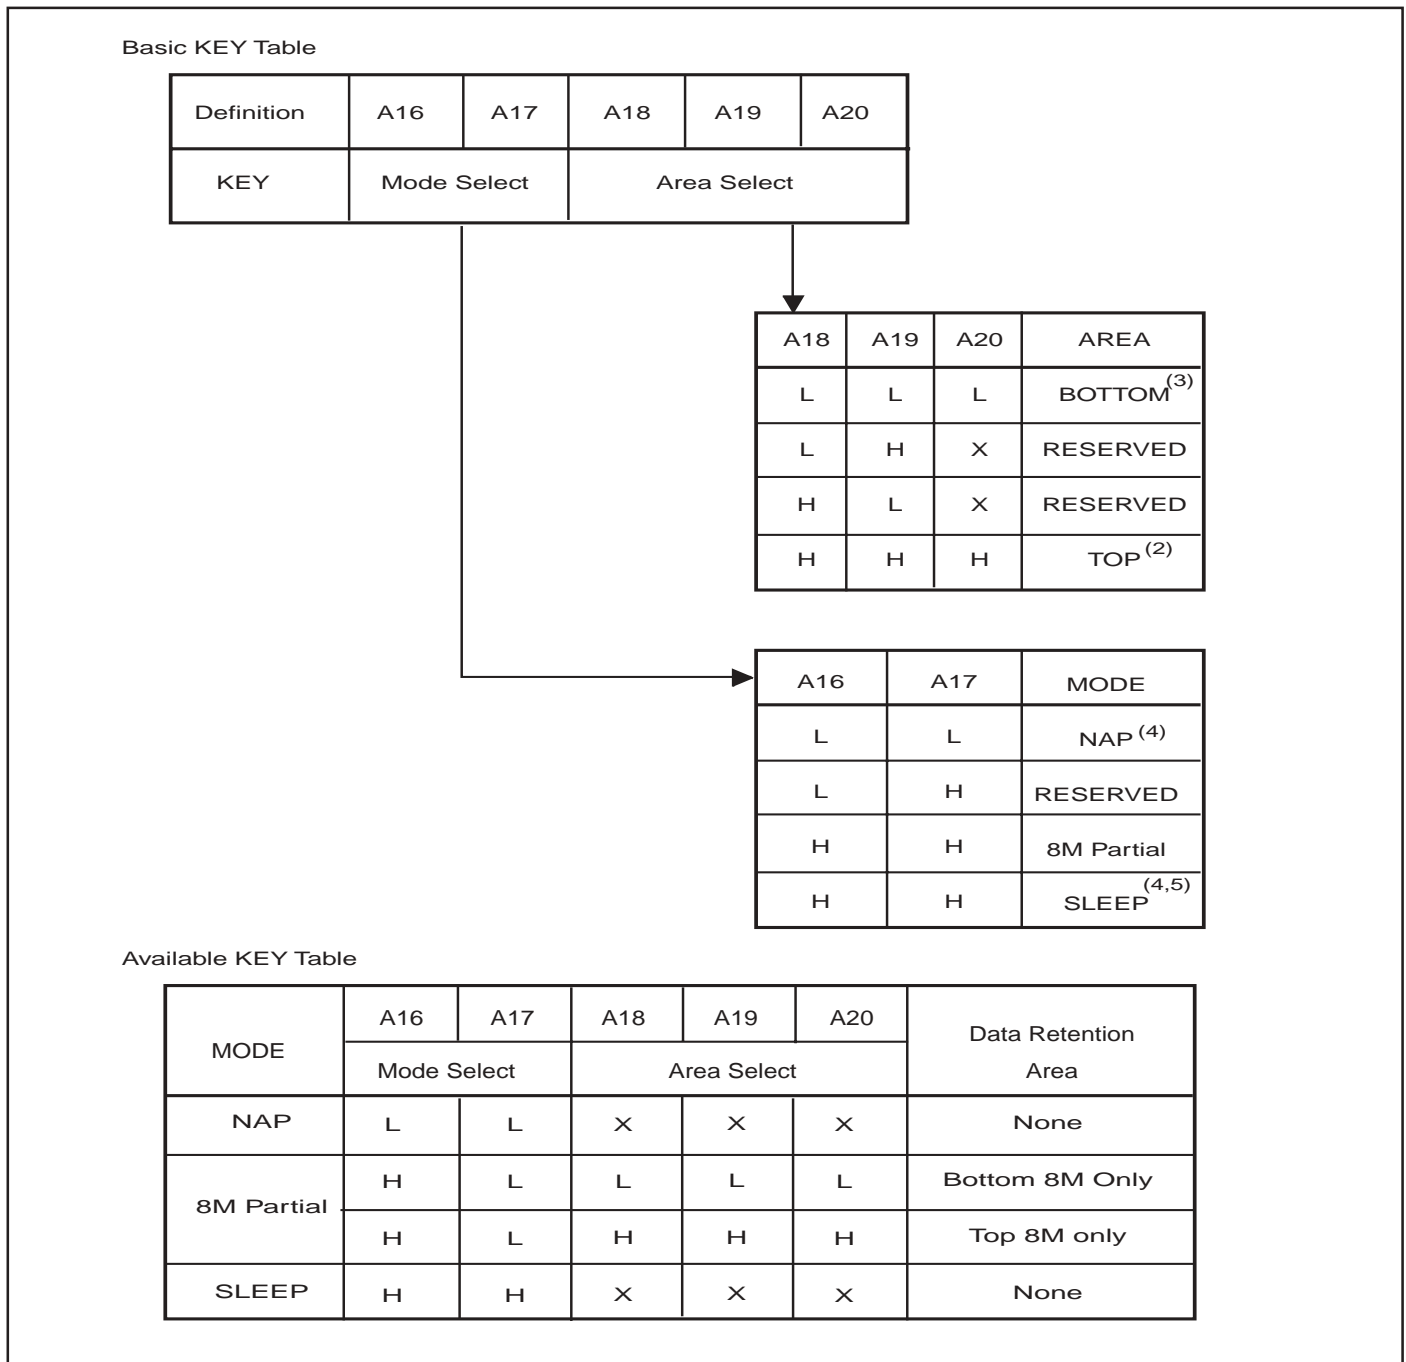 Basic KEY Table
Definition A16 A17 A18 A19 A20
KEY Mode Select Area Select
A18 A19 A20 AREA
L L L BOTTOM(3)
L H X RESERVED
H L X RESERVED
H H H TOP(2)
A16 A17 MODE
L L NAP(4)
L H RESERVED
H H 8M Partial
H H SLEEP(4,5)
Available KEY Table
MODE A16 A17 A18 A19 A20 Data Retention
Mode Select Area Select Area
NAP L L X X X None
8M Partial H L L L L Bottom 8M Only
H L H H H Top 8M only
SLEEP H H X X X None